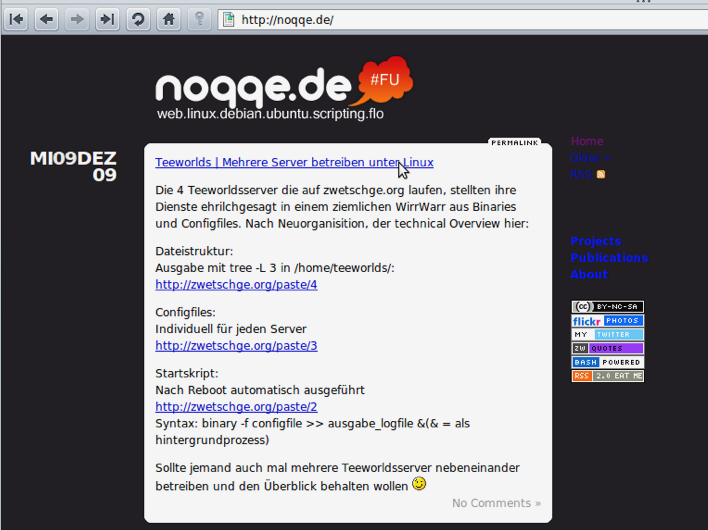 http://noqqe.de/
noqqe.de
#FU
web.linux.debian.ubuntu.scripting.flo
MI09DEZ
09
PERMALINK
Teeworlds | Mehrere Server betreiben unter Linux
Die 4 Teeworldsserver die auf zwetschge.org laufen, stellten ihre
Dienste ehrilchgesagt in einem ziemlichen WirrWarr aus Binaries
und Configfiles. Nach Neuorganisition, der technical Overview hier:
Dateistruktur:
Ausgabe mit tree -L 3 in /home/teeworlds/:
http://zwetschge.org/paste/4
Configfiles:
Individuell für jeden Server
http://zwetschge.org/paste/3
Startskript:
Nach Reboot automatisch ausgeführt
http://zwetschge.org/paste/2
Syntax: binary -f configfile >> ausgabe_logfile &(& = als
hintergrundprozess)
Sollte jemand auch mal mehrere Teeworldsserver nebeneinander
betreiben und den Überblick behalten wollen
No Comments »
Home
RSS
Projects
Publications
About
cc BY-NC-SA
flickr PHOTOS
MY TWITTER
ZW QUOTES
BASH POWERED
RSS 2.0 EAT ME